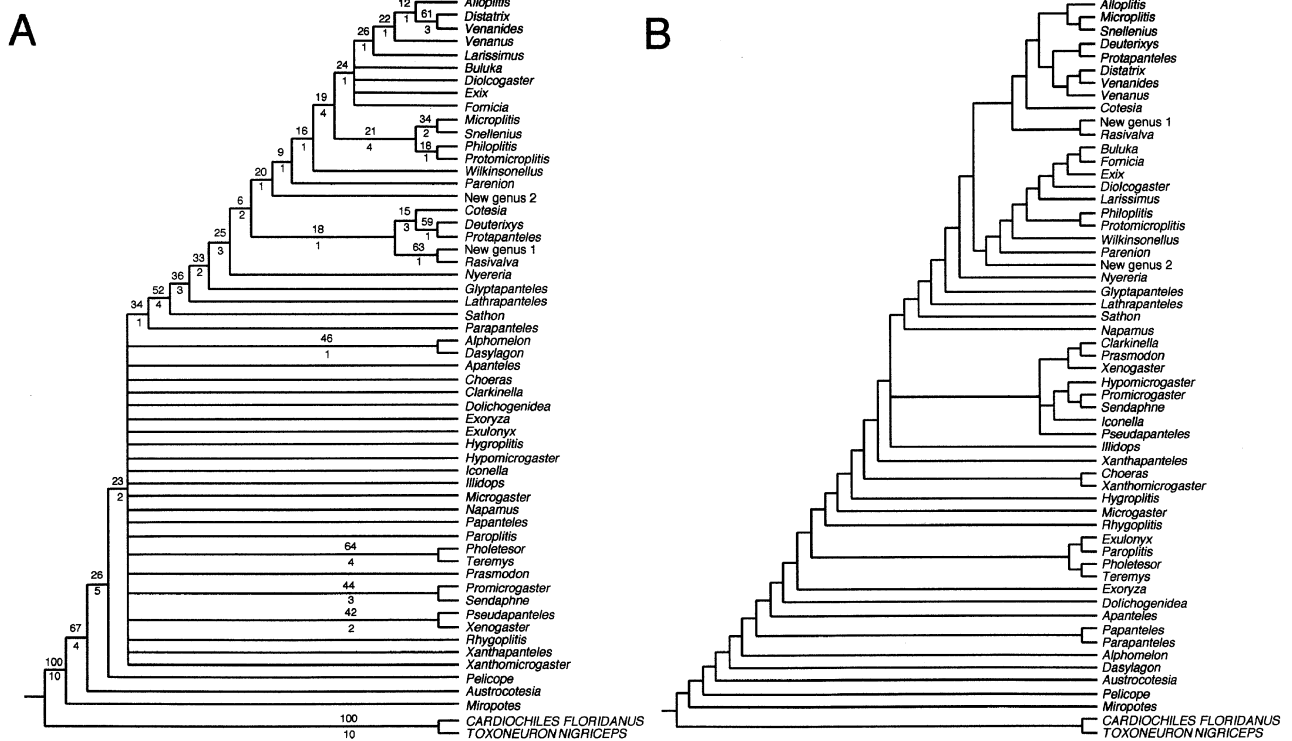 A
12
Alloplitis
1
61
Distatrix
22
3
Venanides
26
1
Venanus
1
Larissimus
24
Buluka
1
Diolcogaster
Exix
19
Fornicia
4
34
Microplitis
21
2
Snellenius
16
4
18
Philoplitis
1
1
Protomicroplitis
9
Wilkinsonellus
20
1
Parenion
1
New genus 2
6
15
Cotesia
2
18
3
59
Deuterixys
1
1
Protapanteles
25
63
New genus 1
3
1
Rasivalva
33
Nyereria
36
2
Glyptapanteles
52
3
Lathrapanteles
34
4
Sathon
1
Parapanteles
46
Alphomelon
1
Dasylagon
Apanteles
Choeras
Clarkinella
Dolichogenidea
Exoryza
Exulonyx
Hygroplitis
Hypomicrogaster
Iconella
23
Illidops
2
Microgaster
Napamus
Papanteles
Paroplitis
64
Pholetesor
4
Teremys
26
Prasmodon
5
44
Promicrogaster
3
Sendaphne
42
Pseudapanteles
67
2
Xenogaster
4
Rhygoplitis
Xanthapanteles
100
Xanthomicrogaster
10
Pelicope
Austrocotesia
Miropotes
100
CARDIOCHILES FLORIDANUS
10
TOXONEURON NIGRICEPS
B
Alloplitis
Microplitis
Snellenius
Deuterixys
Protapanteles
Distatrix
Venanides
Venanus
Cotesia
New genus 1
Rasivalva
Buluka
Fornicia
Exix
Diolcogaster
Larissimus
Philoplitis
Protomicroplitis
Wilkinsonellus
Parenion
New genus 2
Nyereria
Glyptapanteles
Lathrapanteles
Sathon
Napamus
Clarkinella
Prasmodon
Xenogaster
Hypomicrogaster
Promicrogaster
Sendaphne
Iconella
Pseudapanteles
Illidops
Xanthapanteles
Choeras
Xanthomicrogaster
Hygroplitis
Microgaster
Rhygoplitis
Exulonyx
Paroplitis
Pholetesor
Teremys
Exoryza
Dolichogenidea
Apanteles
Papanteles
Parapanteles
Alphomelon
Dasylagon
Austrocotesia
Pelicope
Miropotes
CARDIOCHILES FLORIDANUS
TOXONEURON NIGRICEPS